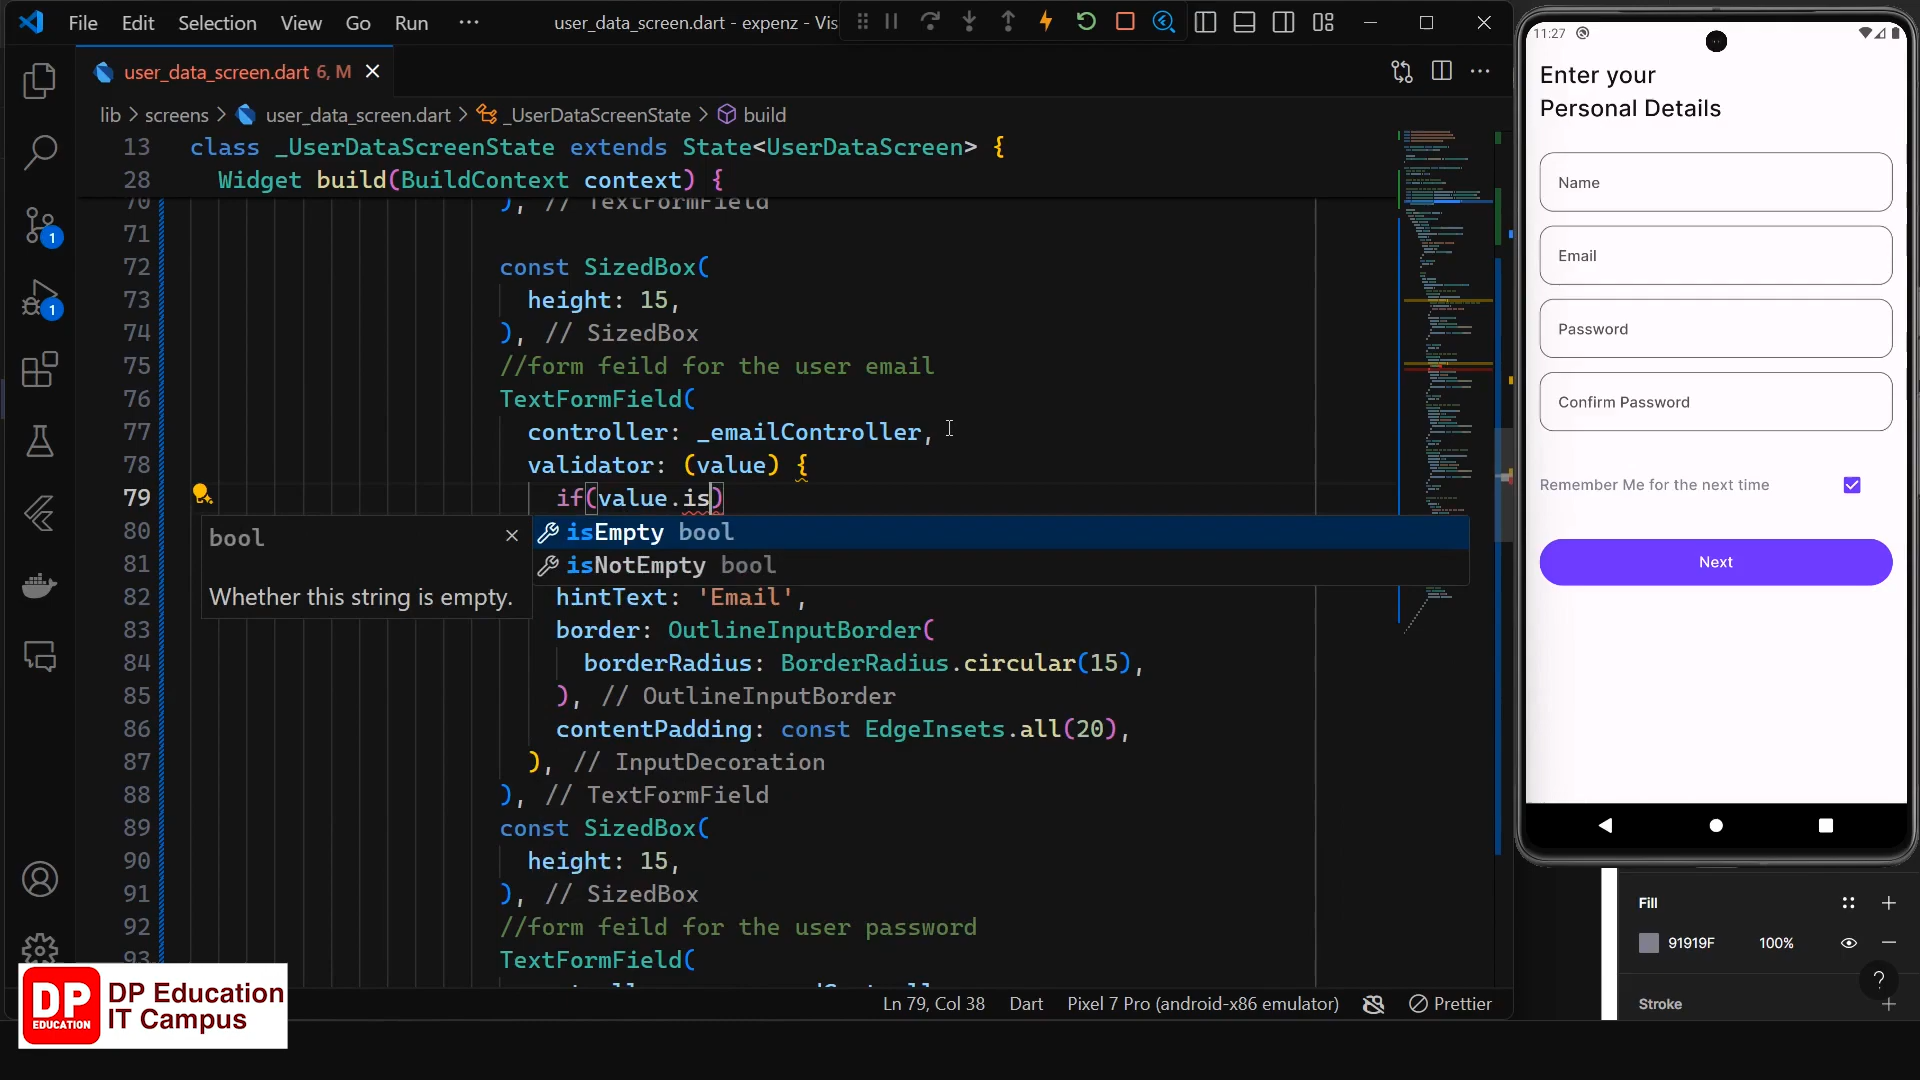 File Edit Selection View Go Run ··· user_data_screen.dart - expenz - Vis
user_data_screen.dart 6, M
lib > screens > user_data_screen.dart > _UserDataScreenState > build
13 class _UserDataScreenState extends State<UserDataScreen> {
28 Widget build(BuildContext context) {
70 ), // TextFormField
71
72 const SizedBox(
73 height: 15,
74 ), // SizedBox
75 //form feild for the user email
76 TextFormField(
77 controller: _emailController,
78 validator: (value) {
79 if(value.is)
80
81
bool
Whether this string is empty.
isEmpty bool
isNotEmpty bool
82 hintText: 'Email',
83 border: OutlineInputBorder(
84 borderRadius: BorderRadius.circular(15),
85 ), // OutlineInputBorder
86 contentPadding: const EdgeInsets.all(20),
87 ), // InputDecoration
88 ), // TextFormField
89 const SizedBox(
90 height: 15,
91 ), // SizedBox
92 //form feild for the user password
93 TextFormField(
Ln 79, Col 38 Dart Pixel 7 Pro (android-x86 emulator) Prettier
1
1
DP
EDUCATION
DP Education
IT Campus
11:27
Enter your
Personal Details
Name
Email
Password
Confirm Password
Remember Me for the next time
Next
Fill
91919F 100%
?
Stroke